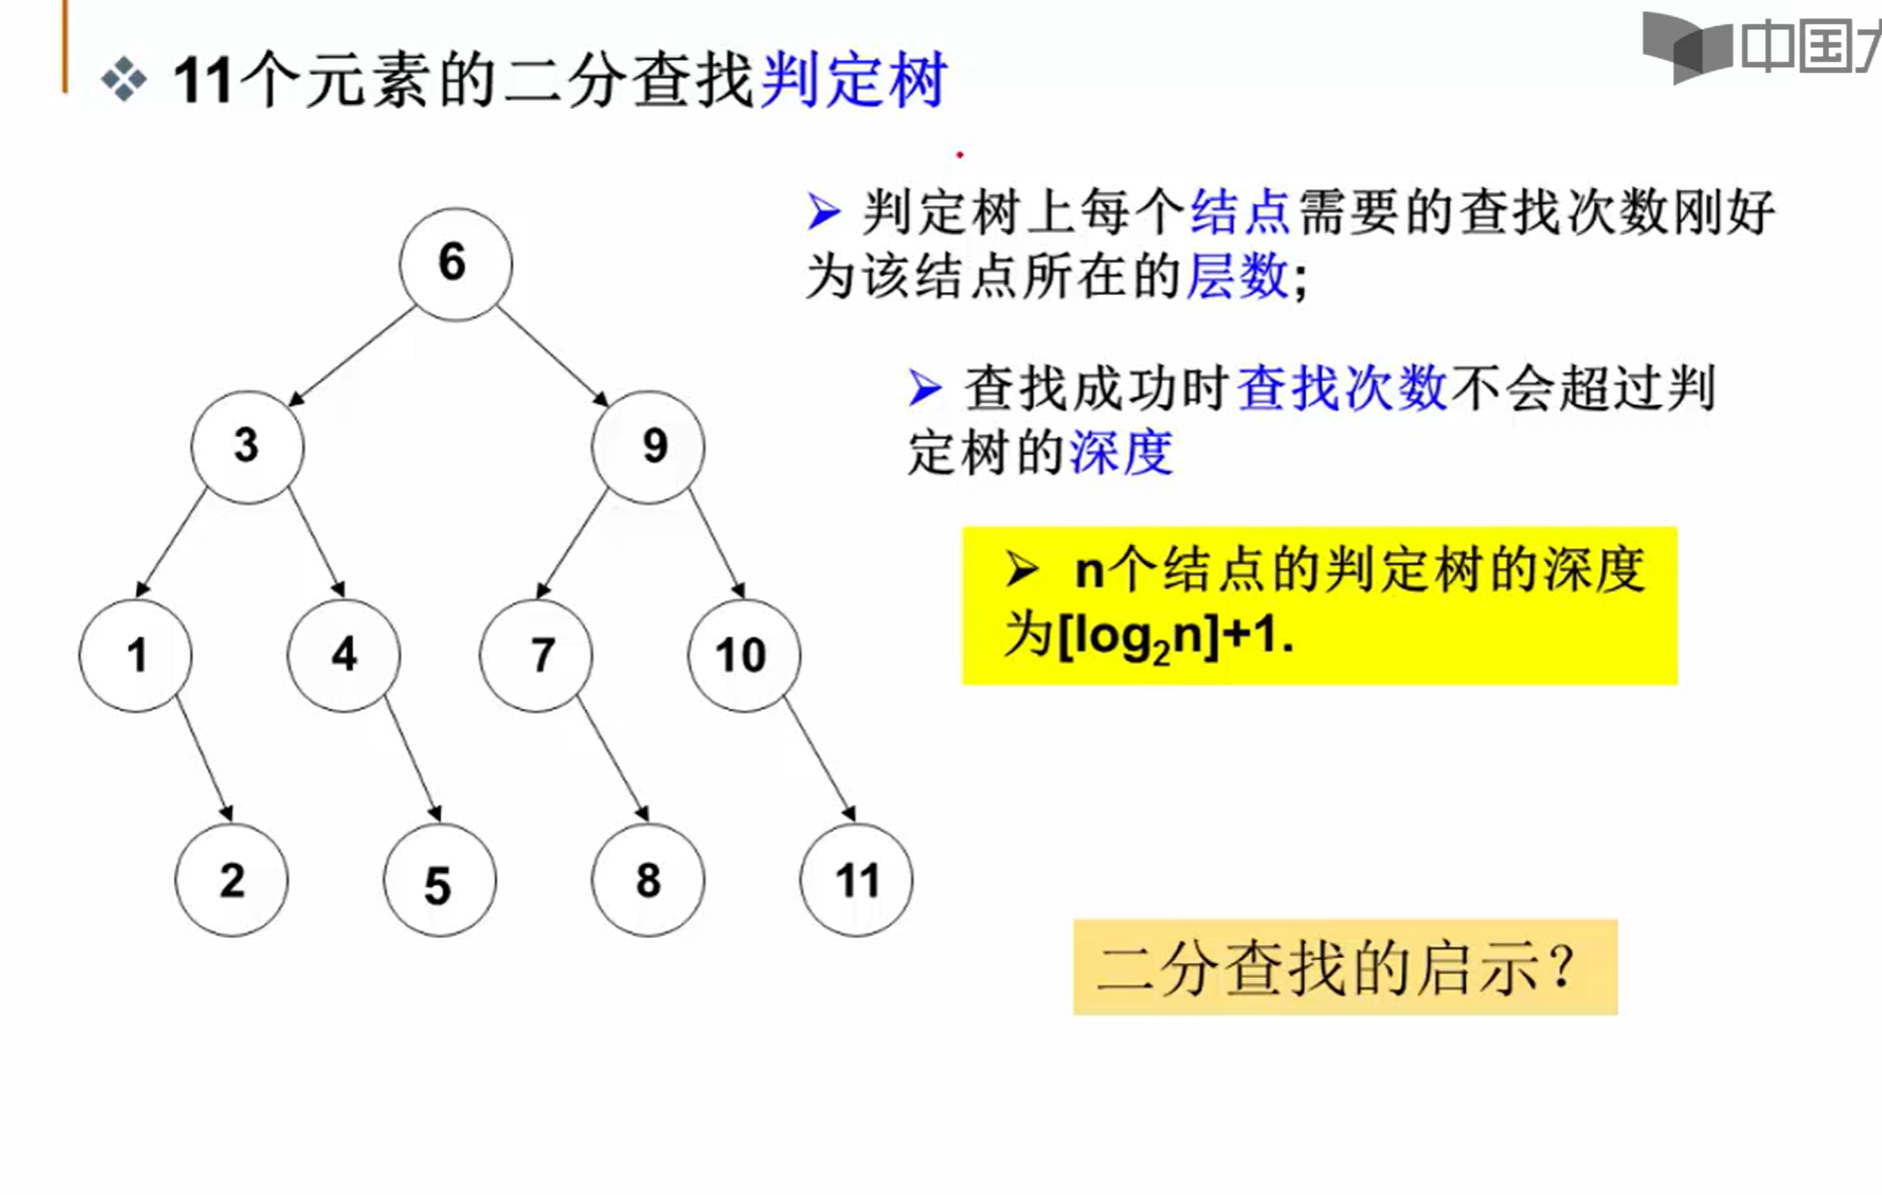 中国大
11个元素的二分查找判定树
判定树上每个结点需要的查找次数刚好
为该结点所在的层数;
查找成功时查找次数不会超过判
定树的深度
n个结点的判定树的深度
为[log₂n]+1.
6
3
9
1
4
7
10
2
5
8
11
二分查找的启示?